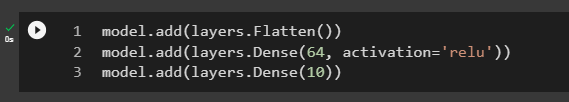 0s
1 model.add(layers.Flatten())
2 model.add(layers.Dense(64, activation='relu'))
3 model.add(layers.Dense(10))